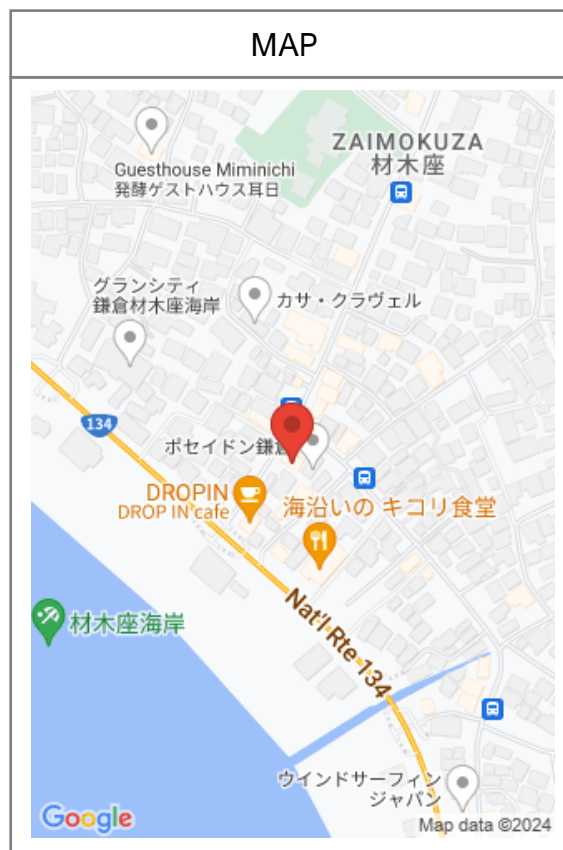 MAP
ZAIMOKUZA
材木座
Guesthouse Miminichi
発酵ゲストハウス耳日
グランシティ
鎌倉材木座海岸
カサ・クラヴェル
134
ポセイドン鎌倉
DROPIN
DROP IN cafe
海沿いの キコリ食堂
材木座海岸
Nat'l Rte 134
ウインドサーフィン
ジャパン
Google
Map data ©2024